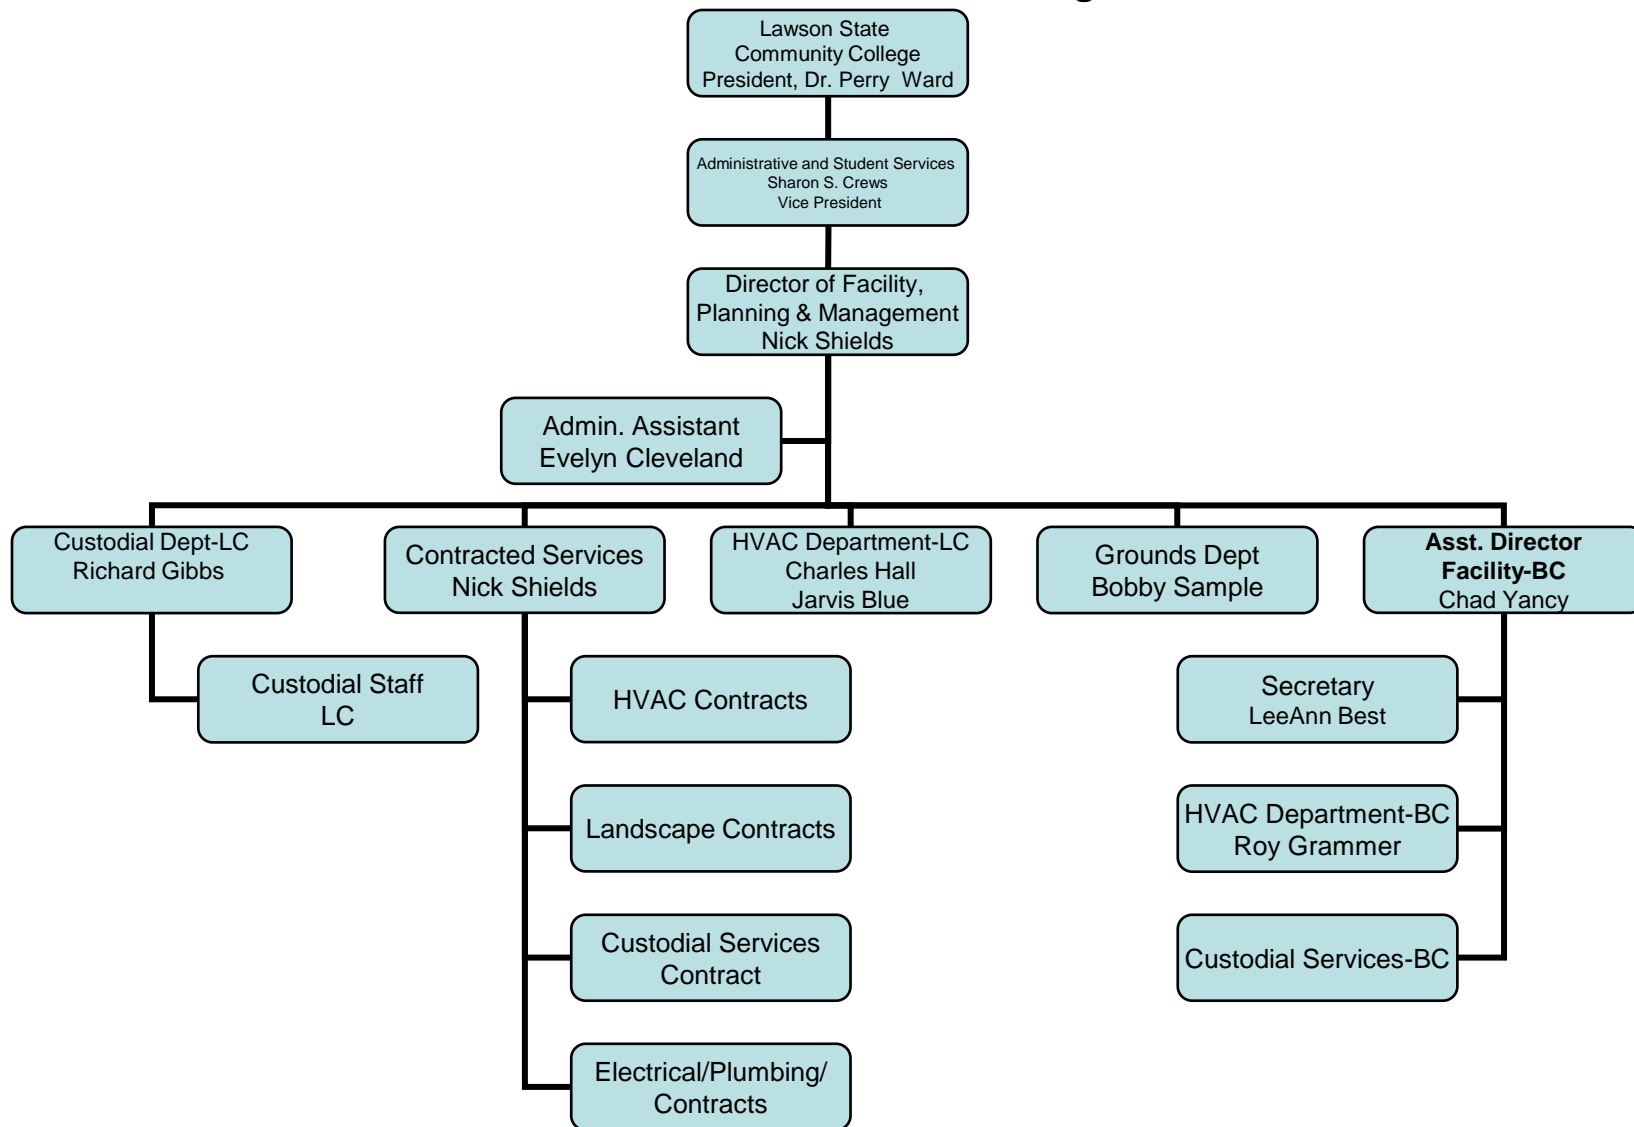 Lawson State
Community College
President, Dr. Perry  Ward
Administrative and Student Services
Sharon S. Crews
Vice President
Director of Facility,
Planning & Management
Nick Shields
Admin. Assistant
Evelyn Cleveland
Custodial Dept-LC
Richard Gibbs
Contracted Services
Nick Shields
HVAC Department-LC
Charles Hall
Jarvis Blue
Grounds Dept
Bobby Sample
Asst. Director
Facility-BC
Chad Yancy
Custodial Staff
LC
HVAC Contracts
Secretary
LeeAnn Best
Landscape Contracts
HVAC Department-BC
Roy Grammer
Custodial Services
Contract
Custodial Services-BC
Electrical/Plumbing/
Contracts